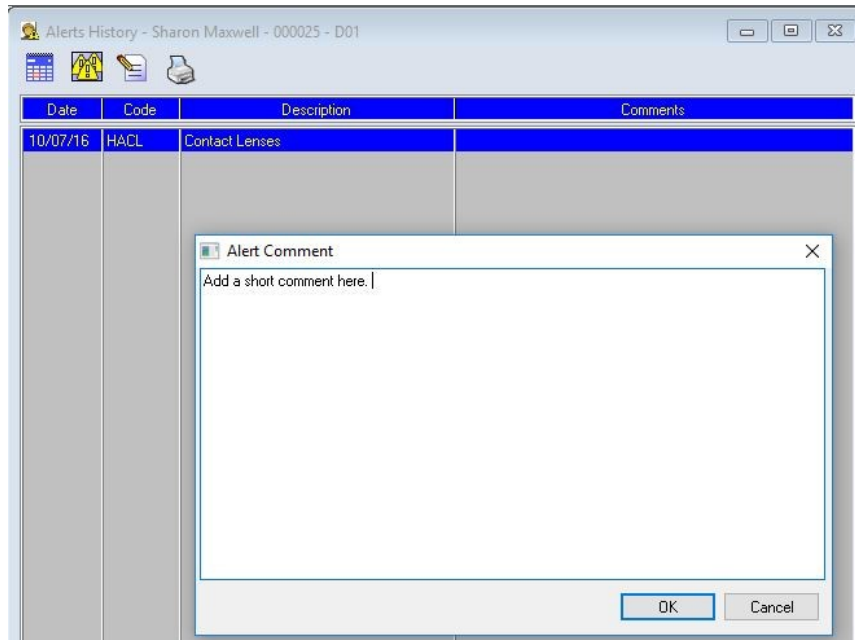 Alerts History - Sharon Maxwell - 000025 - D01
Date Code Description Comments
10/07/16 HACL Contact Lenses
Alert Comment
Add a short comment here.
OK Cancel